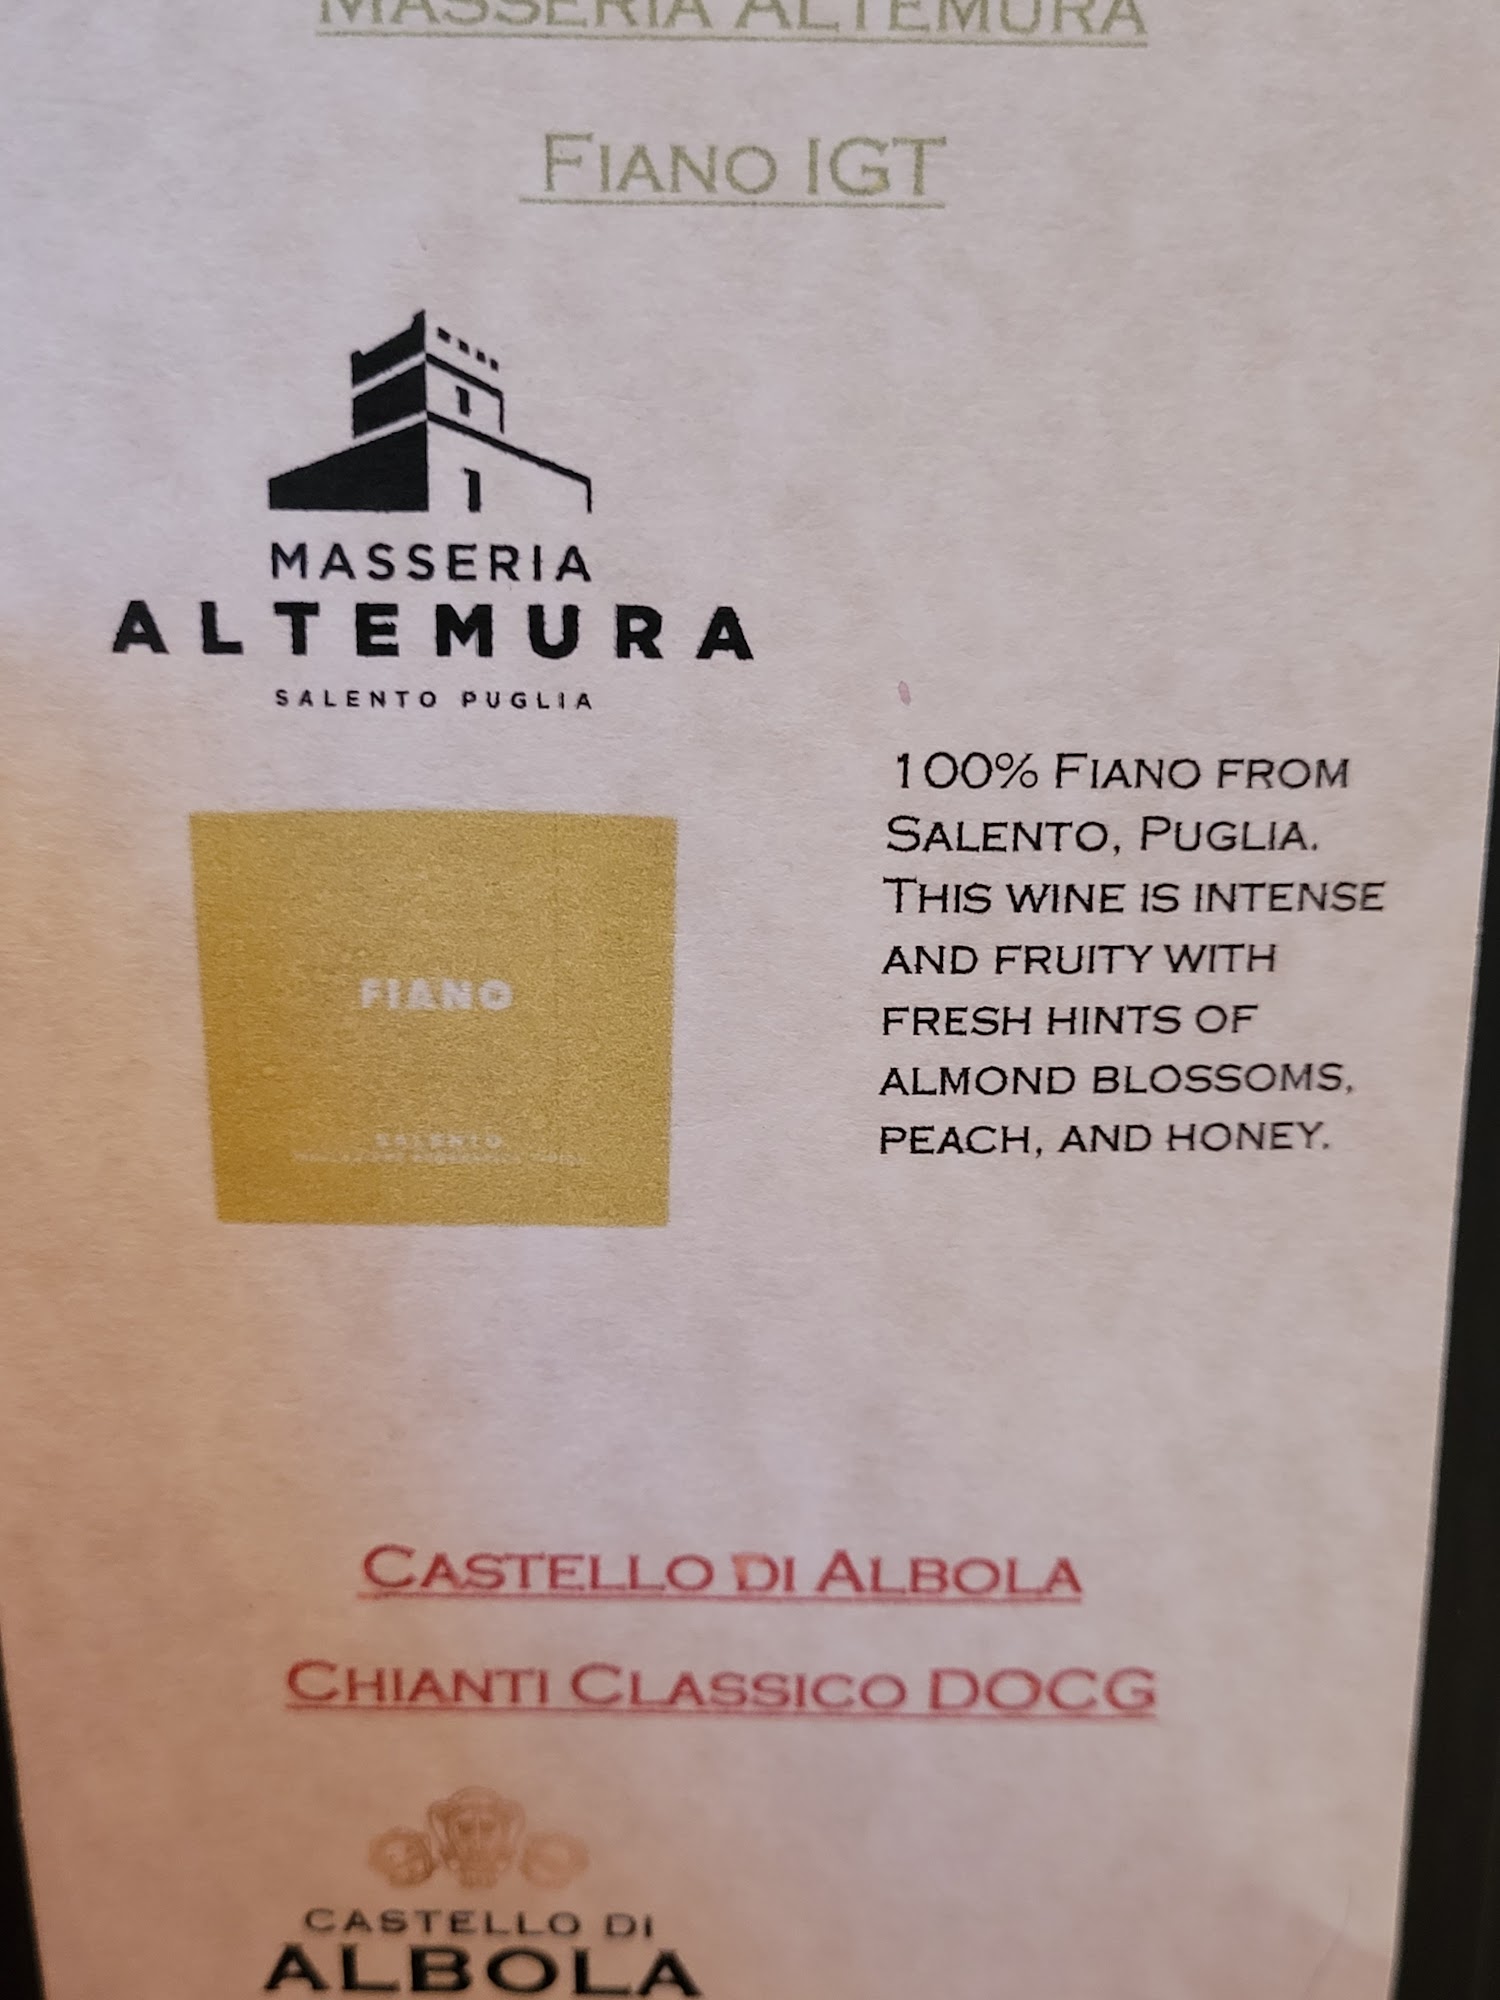 MASSERIA ALTEMURA
FIANO IGT
MASSERIA
ALTEMURA
SALENTO PUGLIA
100% FIANO FROM
SALENTO, PUGLIA.
THIS WINE IS INTENSE
AND FRUITY WITH
FRESH HINTS OF
ALMOND BLOSSOMS,
PEACH, AND HONEY.
FIANO
SALENTO
CASTELLO DI ALBOLA
CHIANTI CLASSICO DOCG
CASTELLO DI
ALBOLA